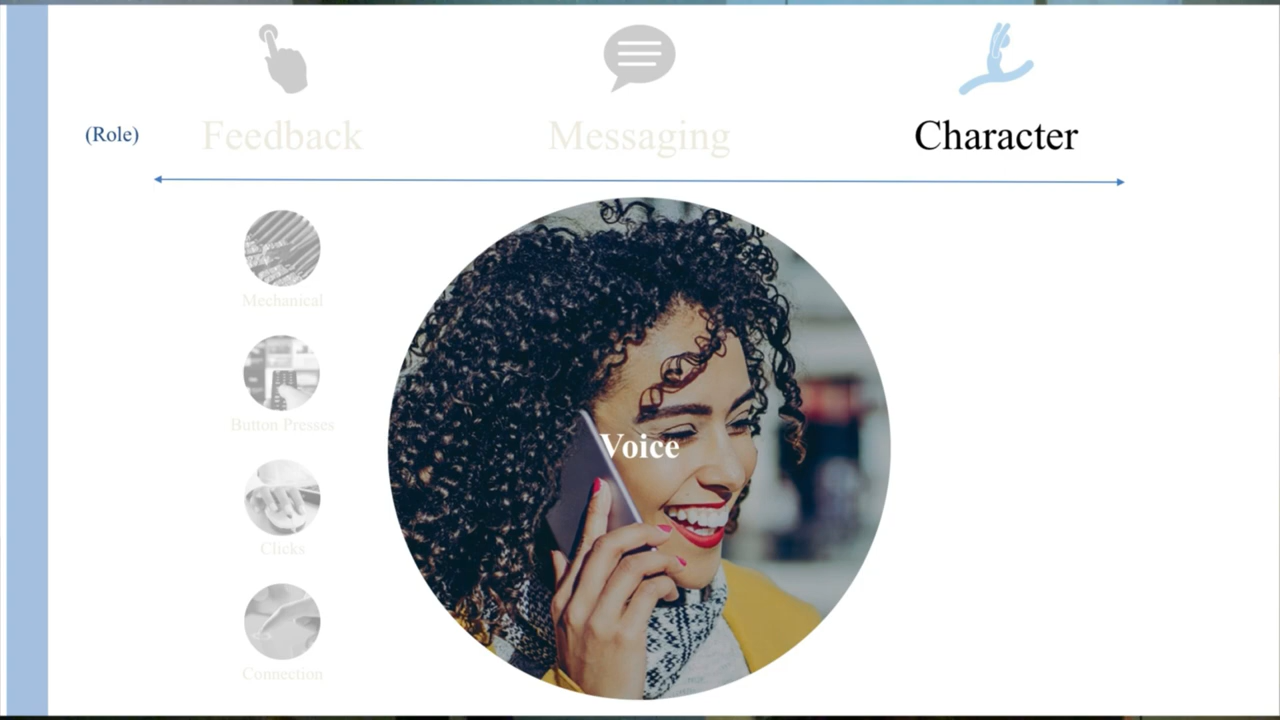 (Role)
Feedback
Messaging
Character
Mechanical
Button Presses
Clicks
Connection
Voice